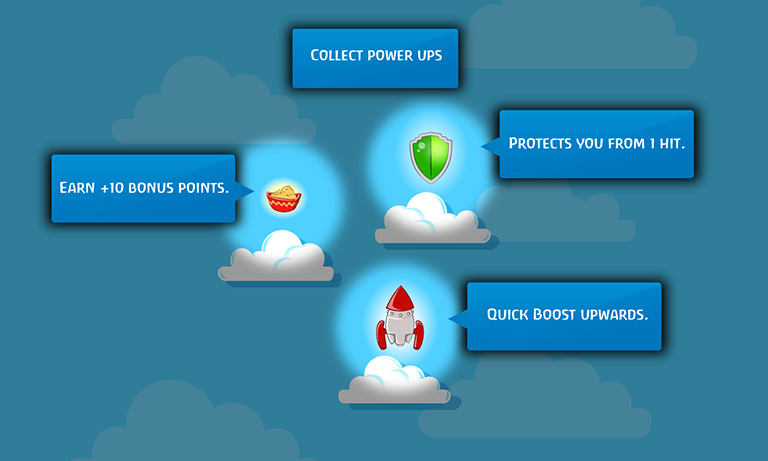 Collect power ups
Protects you from 1 hit.
Earn +10 bonus points.
Quick Boost upwards.